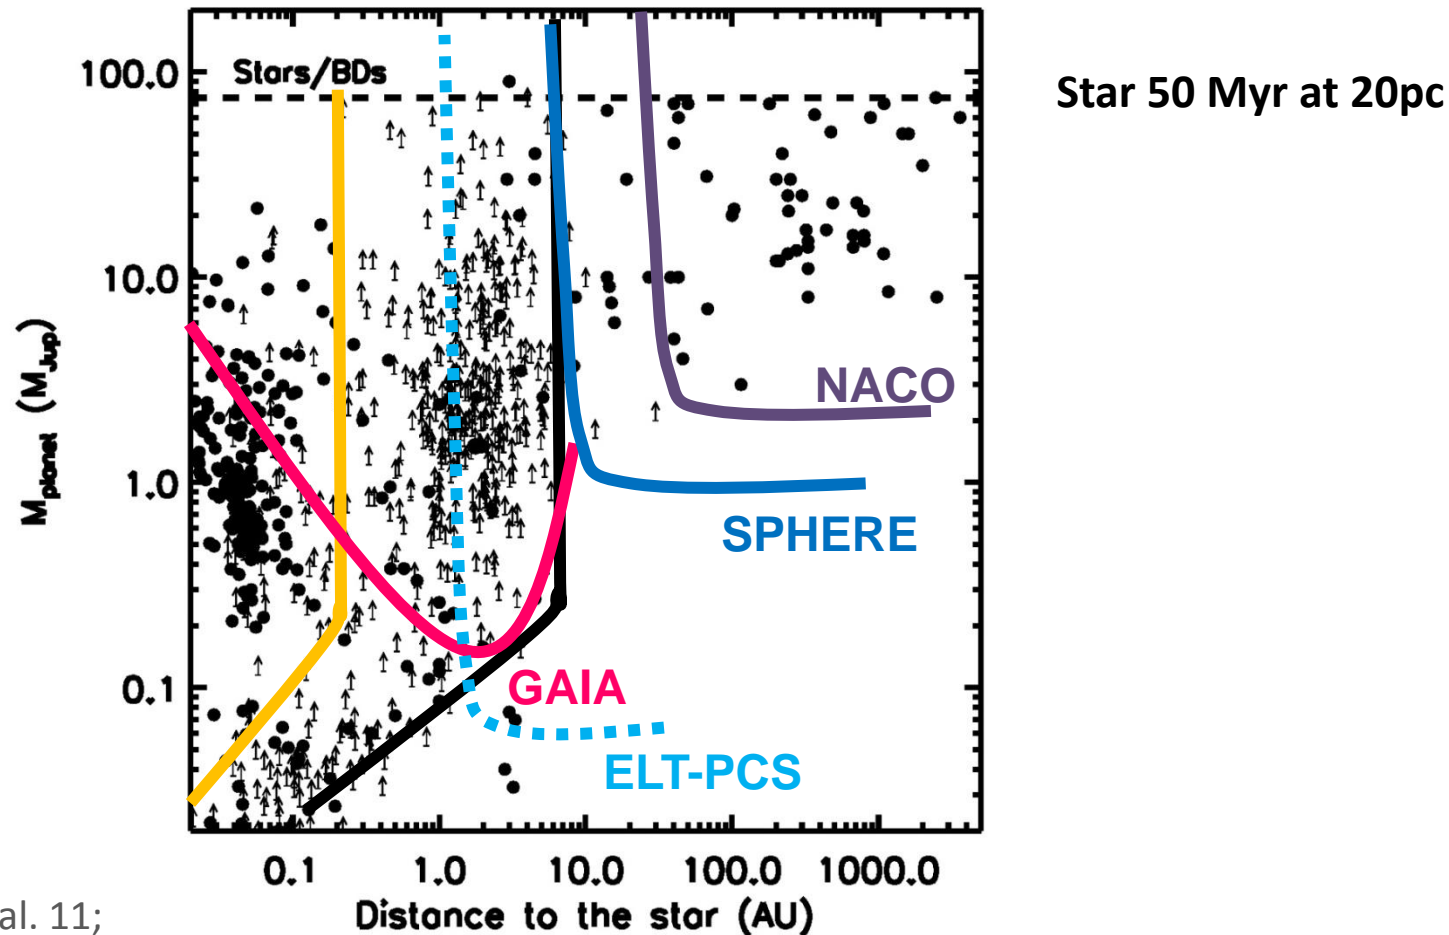 100.0
Stars/BDs
Star 50 Myr at 20pc
10.0
M_planet (M_Jup)
NACO
1.0
SPHERE
0.1
GAIA
ELT-PCS
0.1 1.0 10.0 100.0 1000.0
al. 11;
Distance to the star (AU)